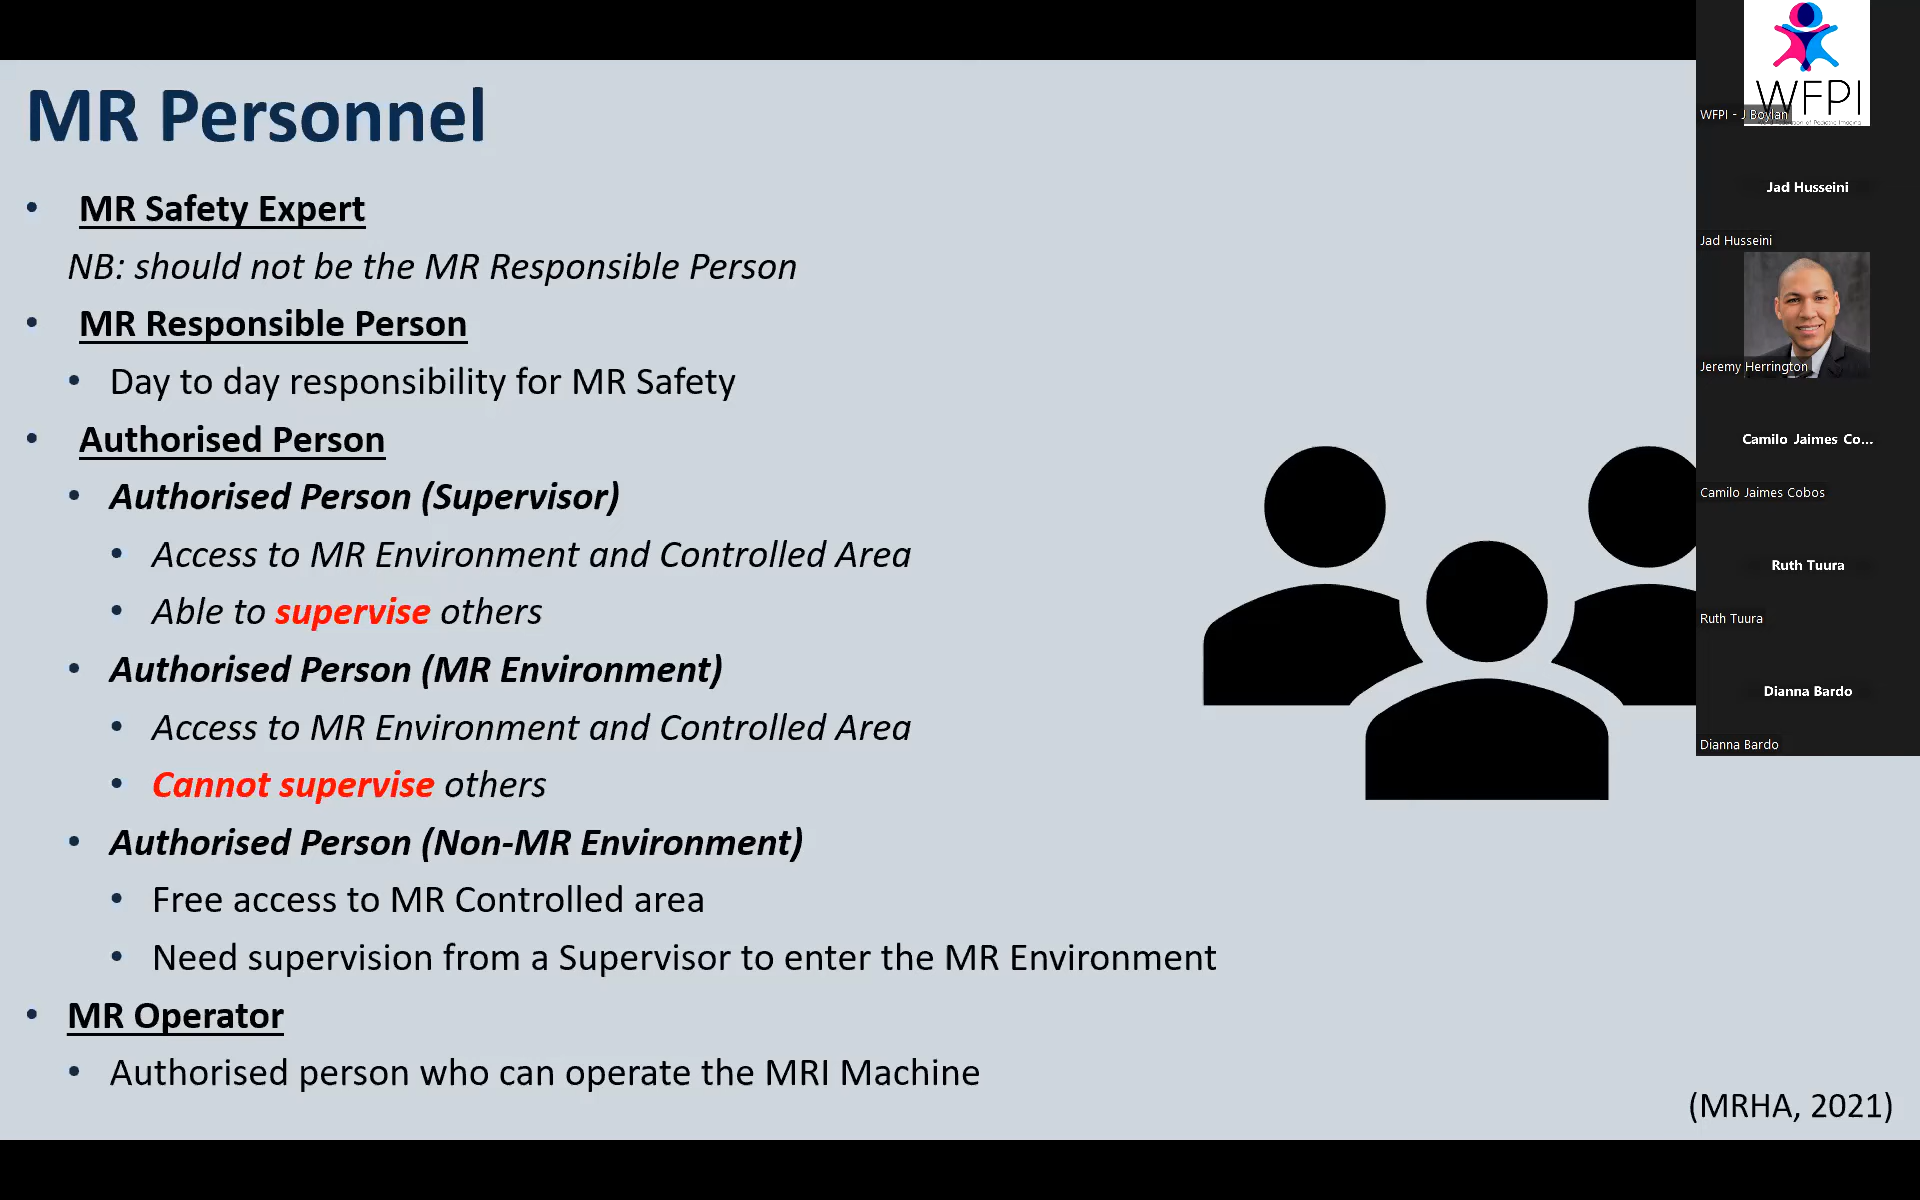 MR Personnel
• MR Safety Expert
NB: should not be the MR Responsible Person
• MR Responsible Person
• Day to day responsibility for MR Safety
• Authorised Person
• Authorised Person (Supervisor)
• Access to MR Environment and Controlled Area
• Able to supervise others
• Authorised Person (MR Environment)
• Access to MR Environment and Controlled Area
• Cannot supervise others
• Authorised Person (Non-MR Environment)
• Free access to MR Controlled area
• Need supervision from a Supervisor to enter the MR Environment
• MR Operator
• Authorised person who can operate the MRI Machine
(MRHA, 2021)
WFPI
WFPI - J Boylan
Jad Husseini
Jad Husseini
Jeremy Herrington
Camilo Jaimes Co...
Camilo Jaimes Cobos
Ruth Tuura
Ruth Tuura
Dianna Bardo
Dianna Bardo